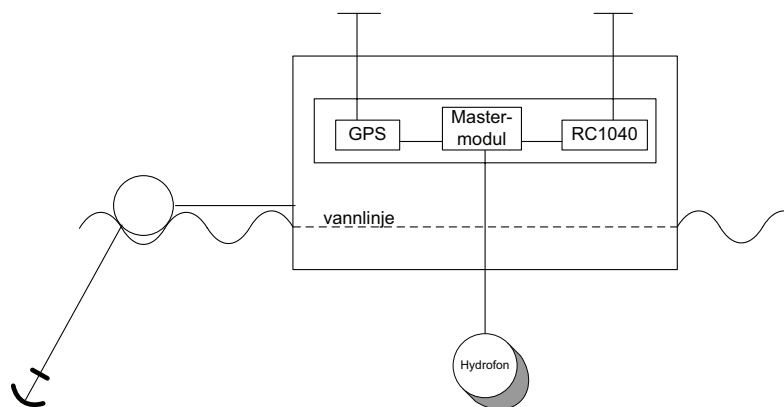 GPS
Master-
modul
RC1040
vannlinje
Hydrofon